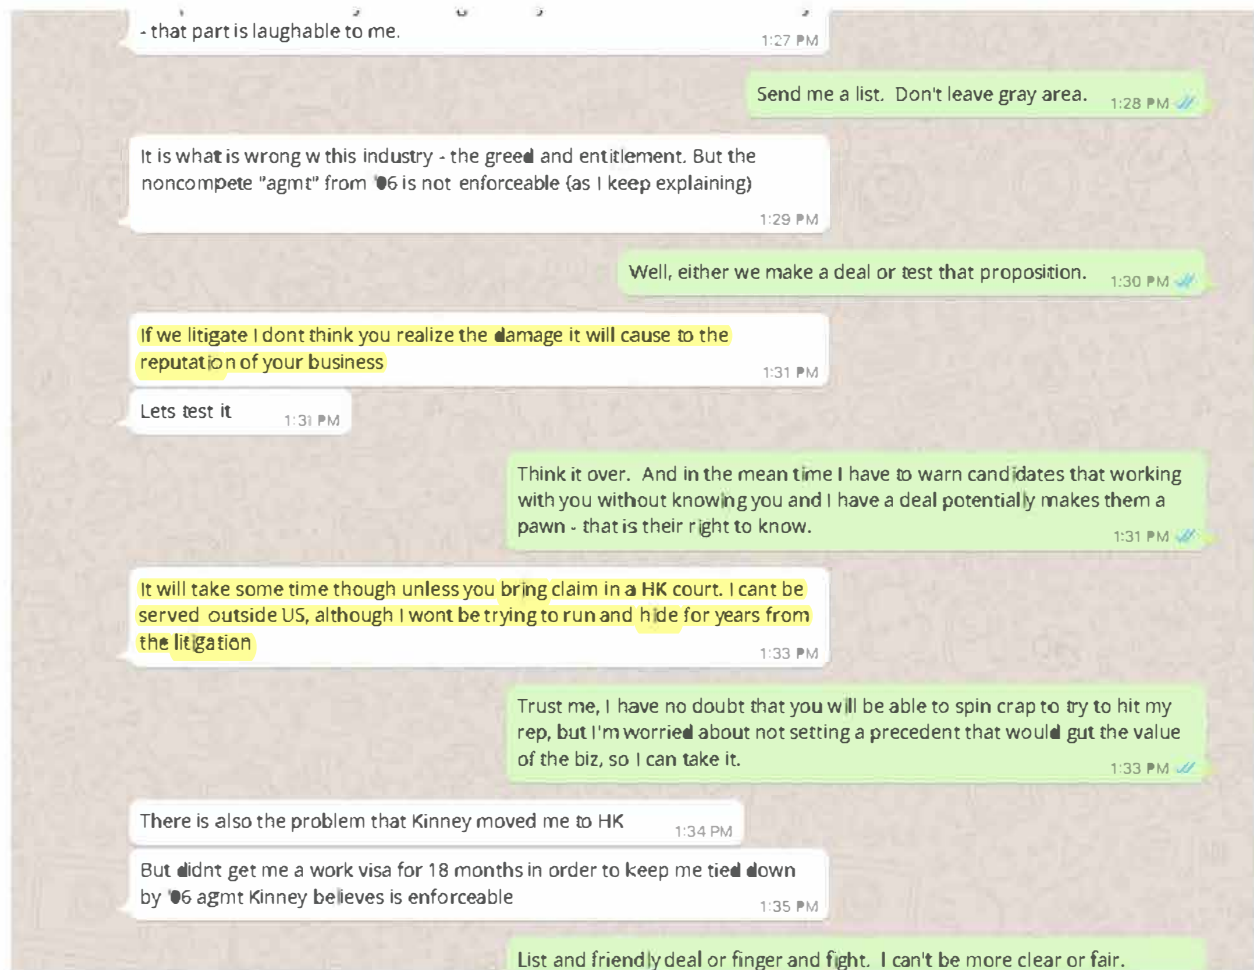 - that part is laughable to me.
1:27 PM
Send me a list. Don't leave gray area.
1:28 PM
It is what is wrong w this industry - the greed and entitlement. But the
noncompete "agmt" from '06 is not enforceable (as I keep explaining)
1:29 PM
Well, either we make a deal or test that proposition.
1:30 PM
If we litigate I dont think you realize the damage it will cause to the
reputation of your business
1:31 PM
Lets test it
1:31 PM
Think it over. And in the mean time I have to warn candidates that working
with you without knowing you and I have a deal potentially makes them a
pawn - that is their right to know.
1:31 PM
It will take some time though unless you bring claim in a HK court. I cant be
served outside US, although I wont be trying to run and hide for years from
the litigation
1:33 PM
Trust me, I have no doubt that you will be able to spin crap to try to hit my
rep, but I'm worried about not setting a precedent that would gut the value
of the biz, so I can take it.
1:33 PM
There is also the problem that Kinney moved me to HK
1:34 PM
But didnt get me a work visa for 18 months in order to keep me tied down
by '06 agmt Kinney believes is enforceable
1:35 PM
List and friendly deal or finger and fight. I can't be more clear or fair.